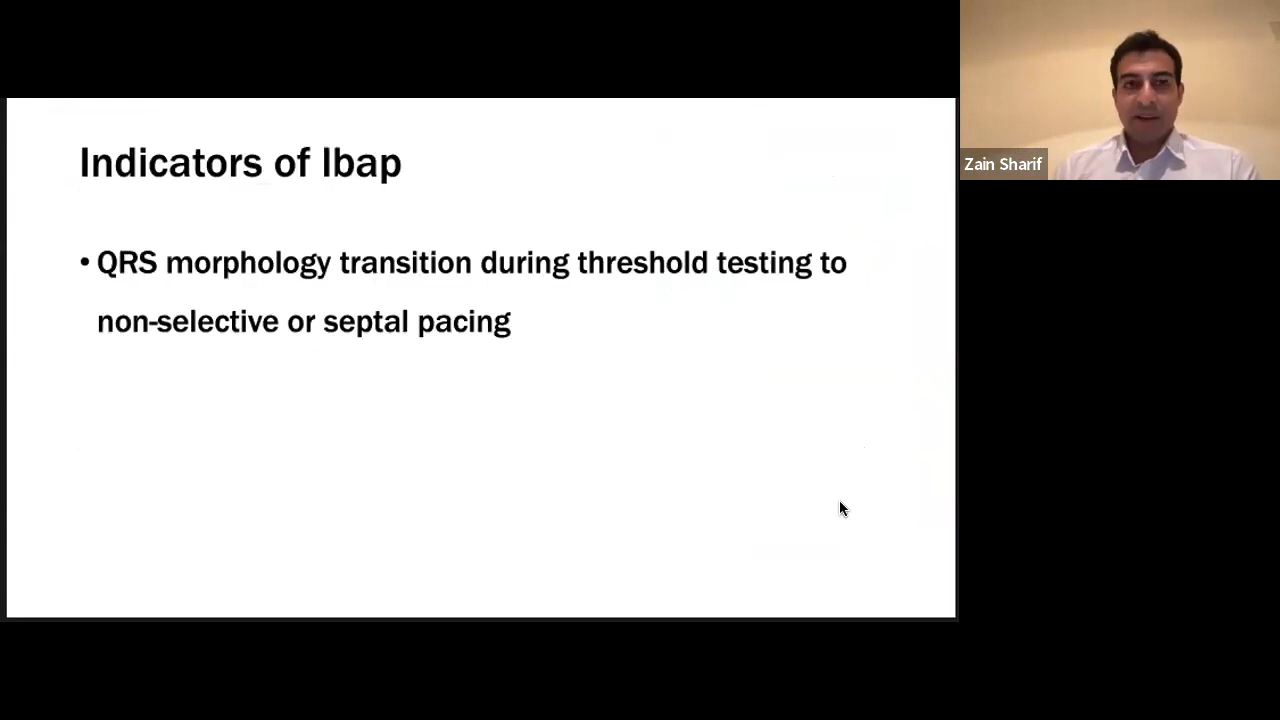 Indicators of lbap
• QRS morphology transition during threshold testing to
non-selective or septal pacing
Zain Sharif